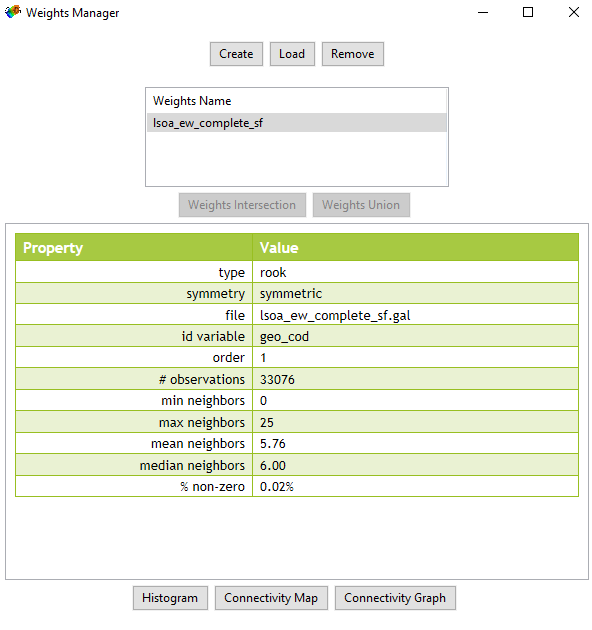 Weights Manager
Create Load Remove
Weights Name
lsoa_ew_complete_sf
Weights Intersection Weights Union
Property Value
type rook
symmetry symmetric
file lsoa_ew_complete_sf.gal
id variable geo_cod
order 1
# observations 33076
min neighbors 0
max neighbors 25
mean neighbors 5.76
median neighbors 6.00
% non-zero 0.02%
Histogram Connectivity Map Connectivity Graph